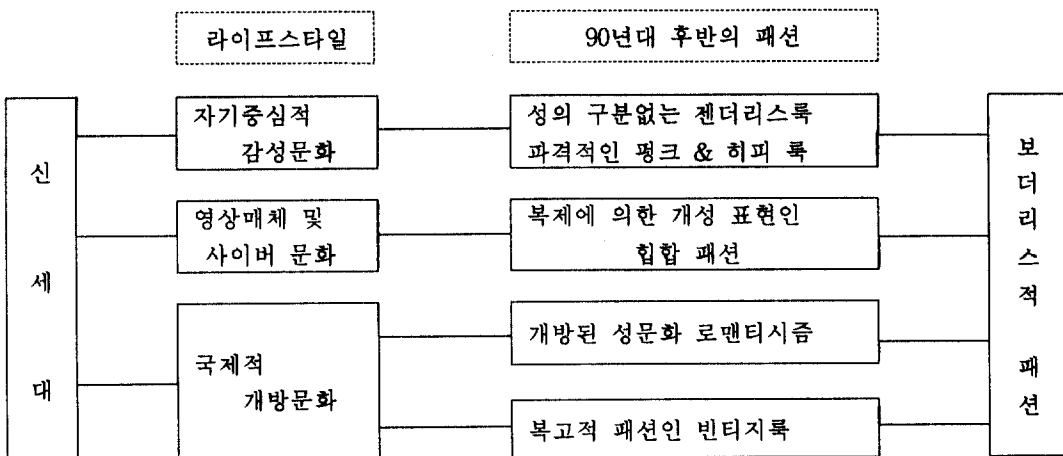 라이프스타일
90년대 후반의 패션
신세대
자기중심적
감성문화
성의 구분없는 젠더리스룩
파격적인 펑크 & 히피 룩
영상매체 및
사이버 문화
복제에 의한 개성 표현인
힙합 패션
국제적
개방문화
개방된 성문화 로맨티시즘
복고적 패션인 빈티지룩
보더리스적 패션